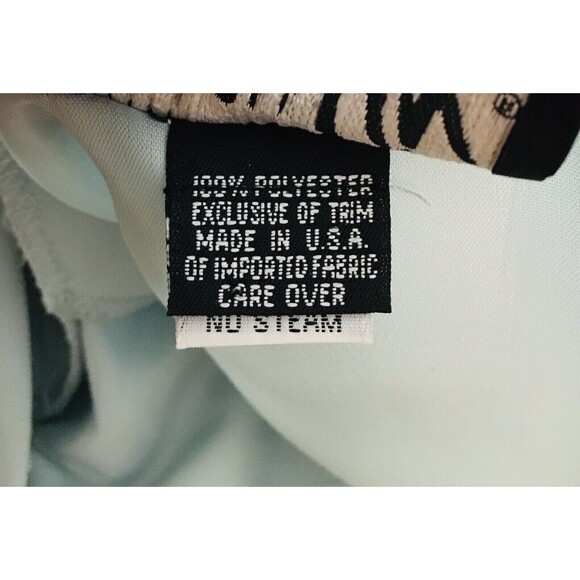 ®
100% POLYESTER
EXCLUSIVE OF TRIM
MADE IN U.S.A.
OF IMPORTED FABRIC
CARE OVER
NO STEAM